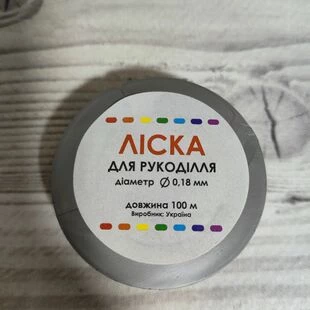 ЛІСКА
ДЛЯ РУКОДІЛЛЯ
діаметр ∅ 0,18 мм
довжина 100 м
Виробник: Україна